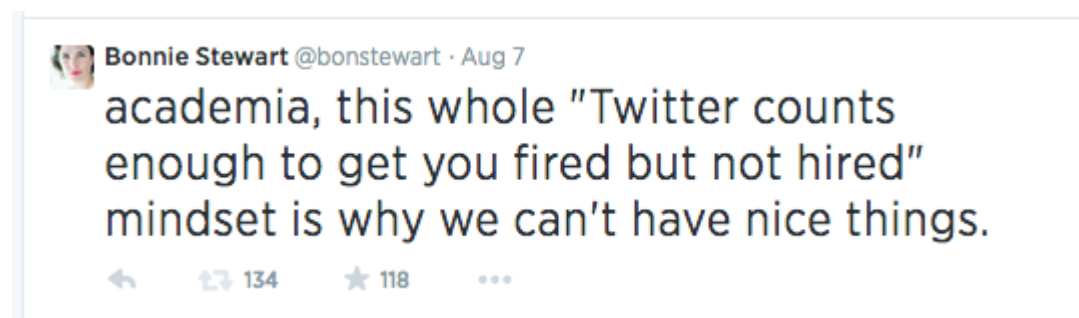 Bonnie Stewart @bonstewart · Aug 7
academia, this whole "Twitter counts
enough to get you fired but not hired"
mindset is why we can't have nice things.
134 118